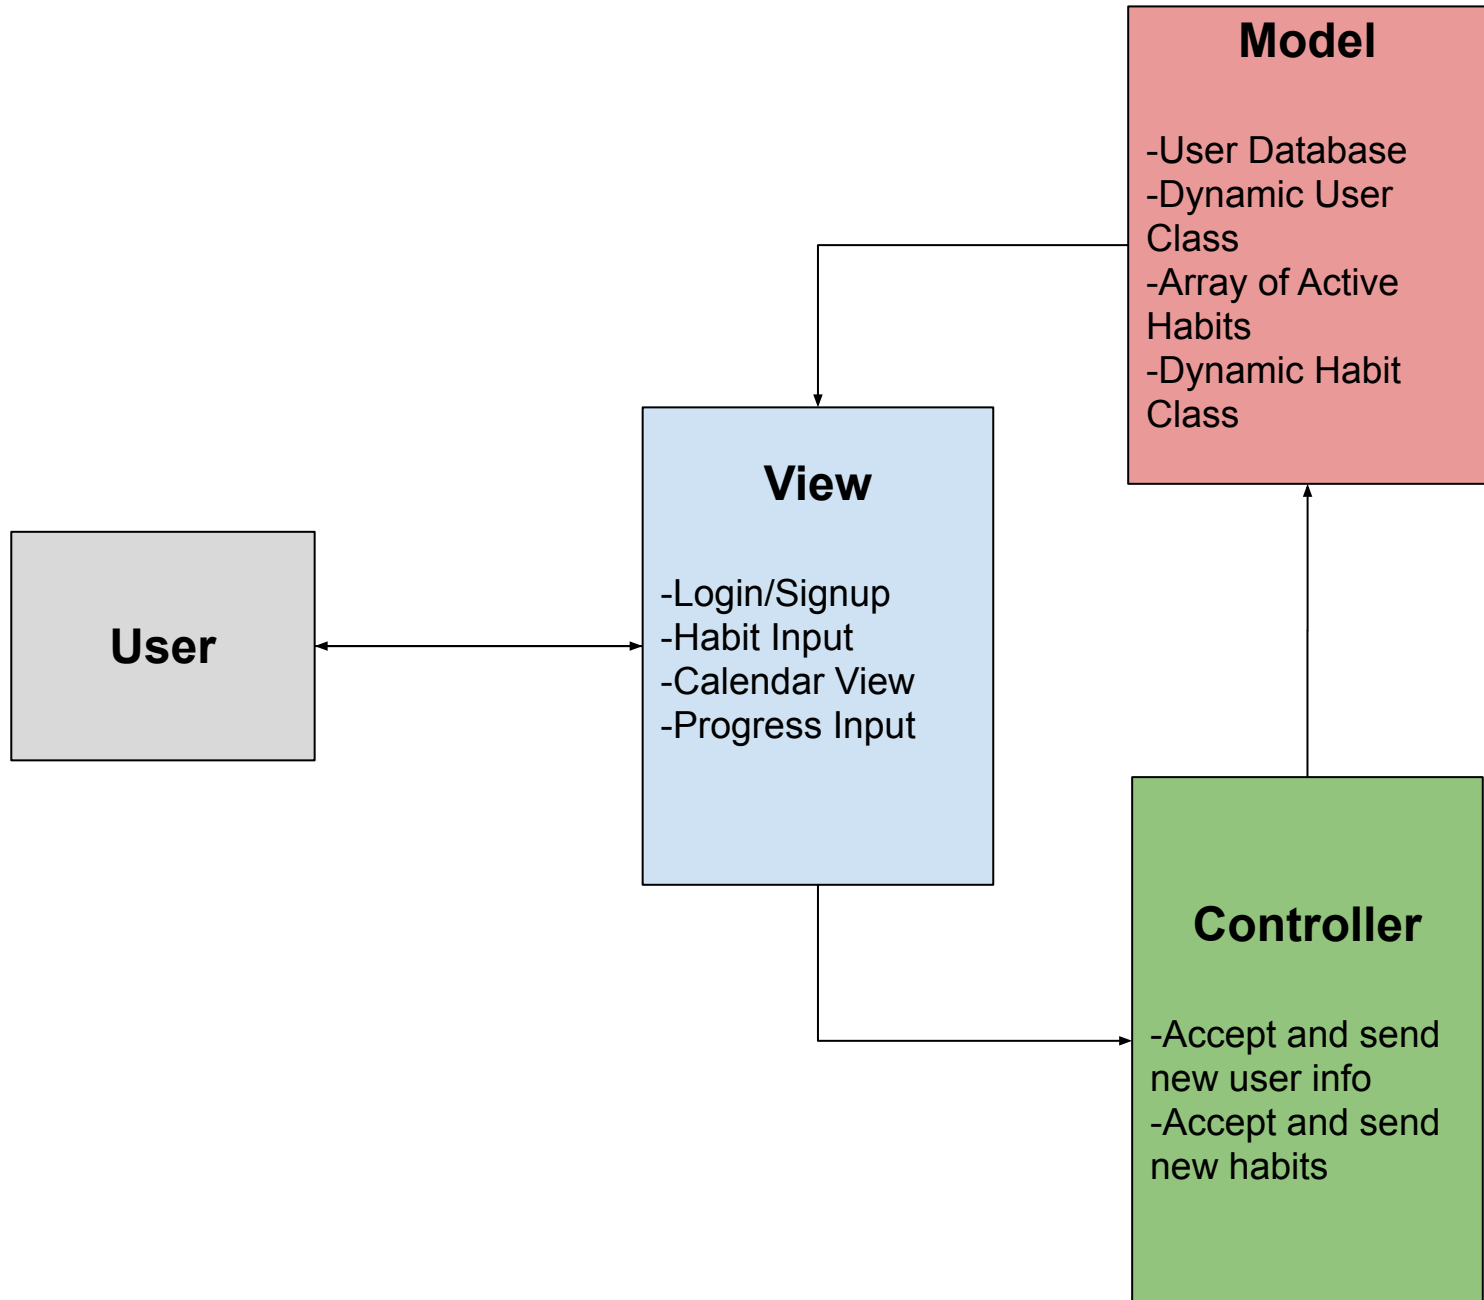 Model
-User Database
-Dynamic User
Class
-Array of Active
Habits
-Dynamic Habit
Class
View
-Login/Signup
-Habit Input
-Calendar View
-Progress Input
User
Controller
-Accept and send
new user info
-Accept and send
new habits